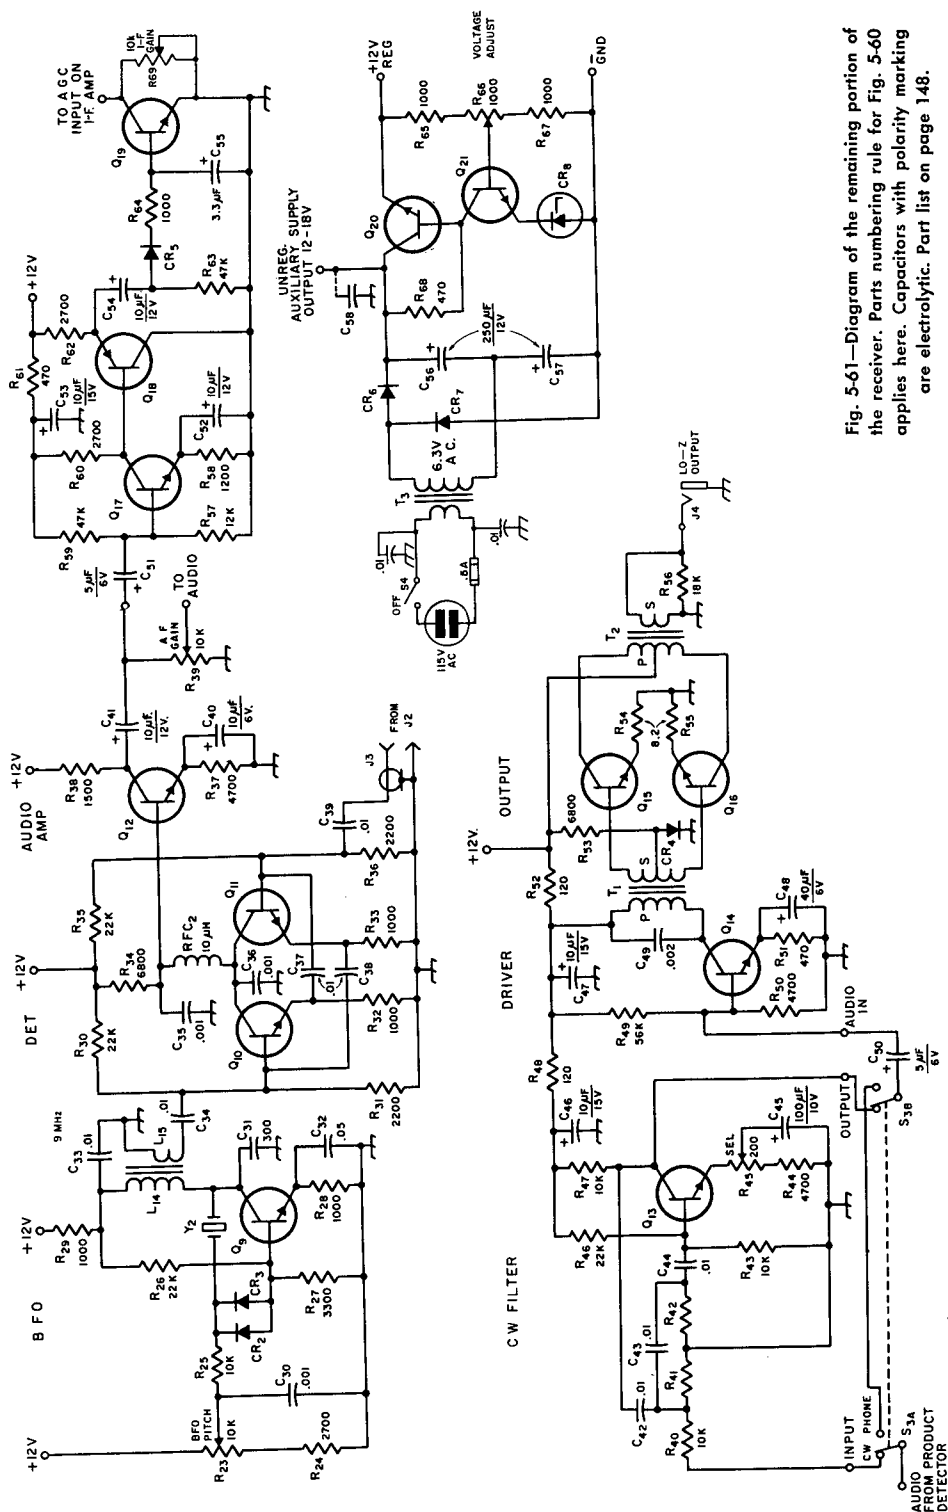 BFO
+12V
R29
1000
9 MHz
C33 .01
L14
L15
.01
C34
R26
22K
Y2
Q9
C31
300
C32
.05
R28
1000
CR3
CR2
R27
3300
R25
10K
C30
.001
BFO
PITCH
10K
R23
+12V
R24
2700
DET
+12V
R30
22K
R35
22K
R34
6800
RFC2
10 µH
C35
.001
C36
.001
Q10
Q11
C37
.01
C38
R33
1000
R32
1000
R31
2200
C39
.01
R36
2200
J3
FROM
J2
AUDIO
AMP
+12V
R38
1500
Q12
C41
10µF.
12V.
C40
10µF.
6V.
R37
4700
A F
GAIN
10K
R39
TO
AUDIO
5µF
6V
C51
R59
47K
R57
12K
R60
2700
C53
10µF
15V
R61
470
+12V
R62
2700
Q17
Q18
C52
10µF
12V
R58
1200
C54
10µF
12V
R63
47K
CR5
R64
1000
C55
3.3µF
Q19
TO AGC
INPUT ON
I-F. AMP
10k
I-F.
GAIN
R69
UNREG.
AUXILIARY SUPPLY
OUTPUT 12-18V
C58
+12V
REG
Q20
R65
1000
R66
1000
VOLTAGE
ADJUST
R67
1000
Q21
CR8
R68
470
C56
250µF
12V
C57
CR6
CR7
6.3V
A C.
T3
.01
.01
OFF
S4
.6A
115V
AC
–
GND
CW FILTER
R40
10K
C42
.01
C43
.01
R41
R42
C44
.01
R43
10K
R46
22K
R47
10K
C46
10µF
15V
R48
120
Q13
SEL
200
R45
R44
4700
C45
100µF
10V
INPUT
CW PHONE
OUTPUT
S3A
S3B
AUDIO
FROM PRODUCT
DETECTOR
C50
5µF
6V
AUDIO
IN
DRIVER
C47
10µF
15V
R49
56K
R50
4700
R51
470
C48
40µF
6V
Q14
C49
.002
T1
P
S
R52
120
+12V.
OUTPUT
R53
6800
CR4
Q15
Q16
R54
8.2
R55
T2
P
S
R56
18K
J4
LO-Z
OUTPUT
Fig. 5-61—Diagram of the remaining portion of
the receiver. Parts numbering rule for Fig. 5-60
applies here. Capacitors with polarity marking
are electrolytic. Part list on page 148.